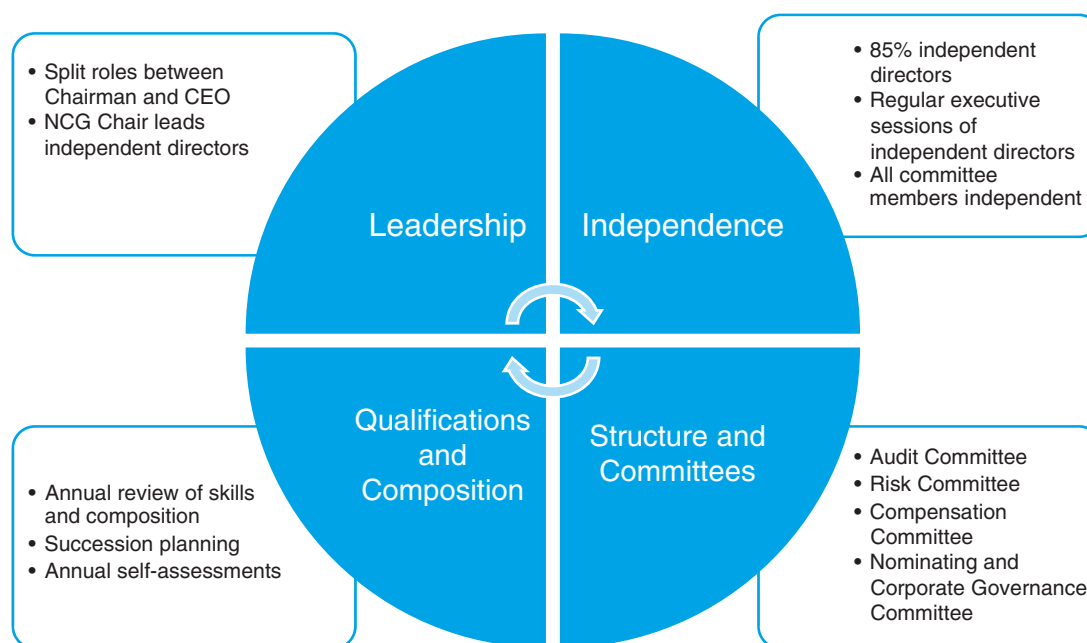 • Split roles between
Chairman and CEO
• NCG Chair leads
independent directors
• 85% independent
directors
• Regular executive
sessions of
independent directors
• All committee
members independent
Leadership
Independence
Qualifications
and
Composition
Structure and
Committees
• Annual review of skills
and composition
• Succession planning
• Annual self-assessments
• Audit Committee
• Risk Committee
• Compensation
Committee
• Nominating and
Corporate Governance
Committee